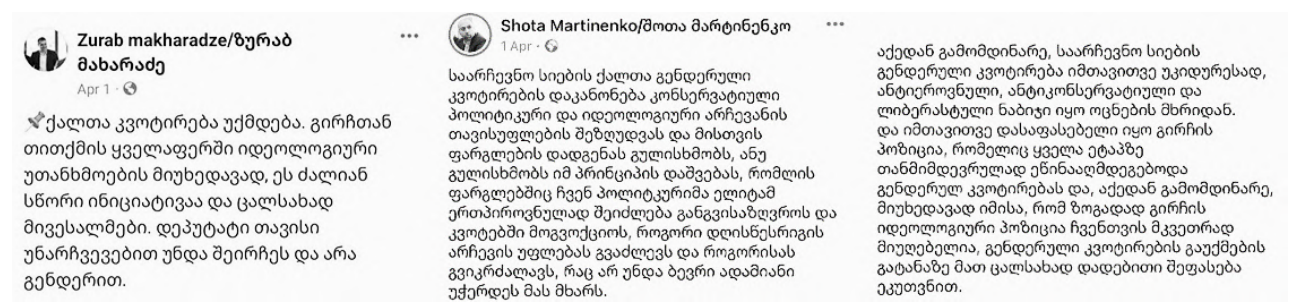 Zurab makharadze/ზურაბ
მახარაძე
Apr 1 ·
ქალთა კვოტირება უქმდება. გირჩთან
თითქმის ყველაფერში იდეოლოგიური
უთანხმოების მიუხედავად, ეს ძალიან
სწორი ინიციატივაა და ცალსახად
მივესალმები. დეპუტატი თავისი
უნარჩვევებით უნდა შეირჩეს და არა
გენდერით.
Shota Martinenko/შოთა მარტინენკო
1 Apr ·
საარჩევნო სიების ქალთა გენდერული
კვოტირების დაკანონება კონსერვატიული
პოლიტიკური და იდეოლოგიური არჩევანის
თავისუფლების შეზღუდვას და მისთვის
ფარგლების დადგენას გულისხმობს, ანუ
გულისხმობს იმ პრინციპის დაშვებას, რომლის
ფარგლებშიც ჩვენ პოლიტკურიმა ელიტამ
ერთპიროვნულად შეიძლება განგვისაზღვროს და
კვოტებში მოგვოქციოს, როგორი დღისწესრიგის
არჩევის უფლებას გვაძლევს და როგორისას
გვიკრძალავს, რაც არ უნდა ბევრი ადამიანი
უჭერდეს მას მხარს.
აქედან გამომდინარე, საარჩევნო სიების
გენდერული კვოტირება იმთავითვე უკიდურესად,
ანტიეროვნული, ანტიკონსერვატიული და
ლიბერასტული ნაბიჯი იყო ოცნების მხრიდან.
და იმთავითვე დასაფასებელი იყო გირჩის
პოზიცია, რომელიც ყველა ეტაპზე
თანმიმდევრულად ეწინააღმდეგებოდა
გენდერულ კვოტირებას და, აქედან გამომდინარე,
მიუხედავად იმისა, რომ ზოგადად გირჩის
იდეოლოგიური პოზიცია ჩვენთვის მკვეთრად
მიუღებელია, გენდერული კვოტირების გაუქმების
გატანაზე მათ ცალსახად დადებითი შეფასება
ეკუთვნით.